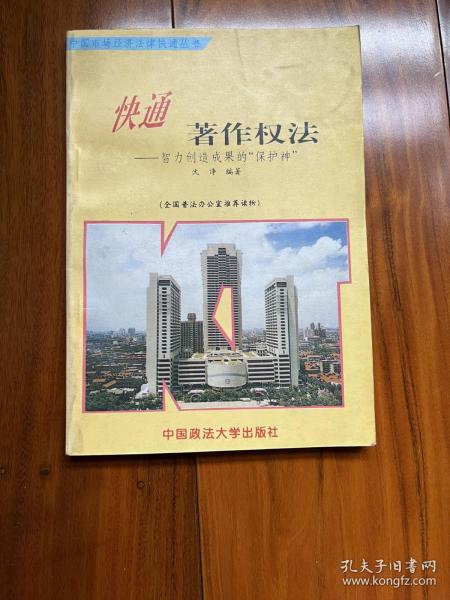 中国市场经济法律快通丛书
快通
著作权法
——智力创造成果的“保护神”
沈净 编著
(全国普法办公室推荐读物)
中国政法大学出版社
孔夫子旧书网
www.kongfz.com